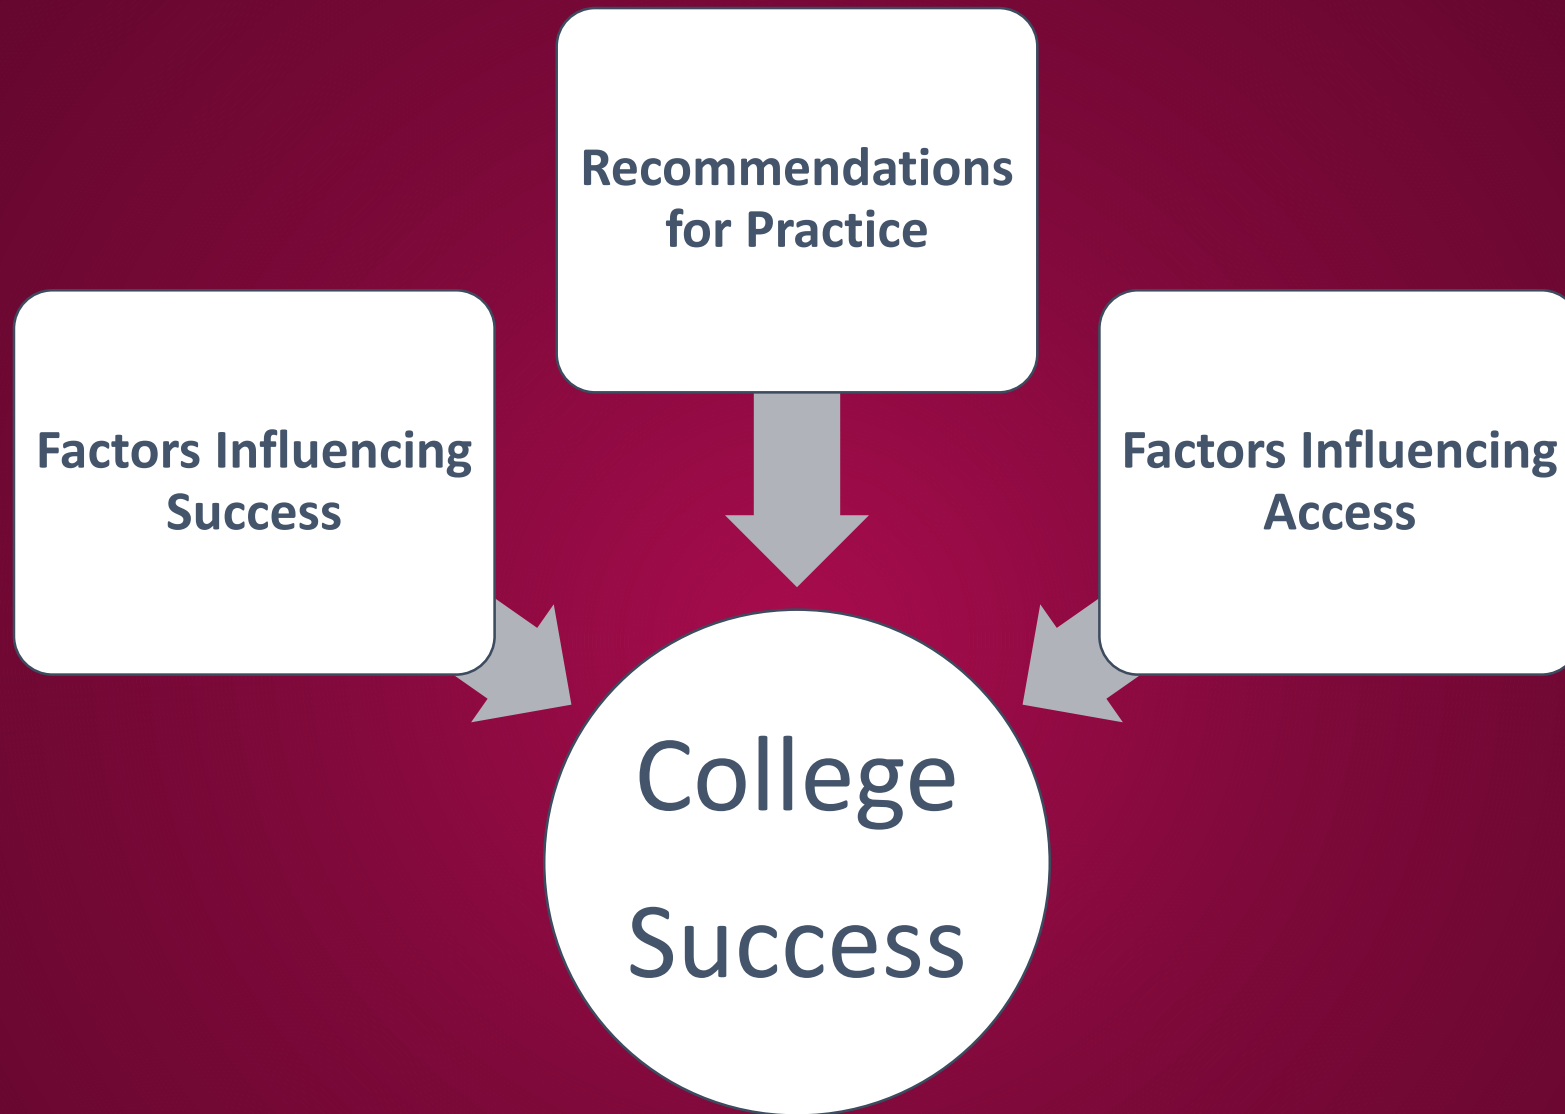 Recommendations
for Practice
Factors Influencing
Success
Factors Influencing
Access
College
Success